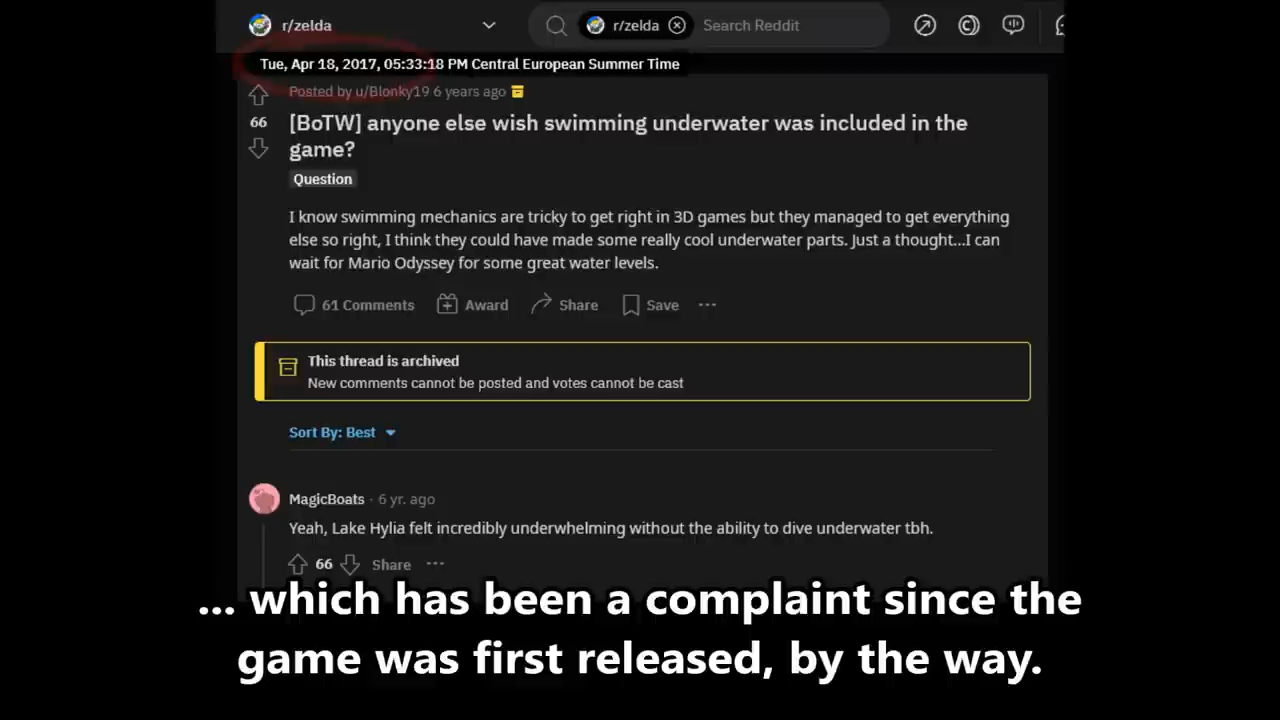 r/zelda
r/zelda
Search Reddit
Tue, Apr 18, 2017, 05:33:18 PM Central European Summer Time
Posted by u/Blonky19 6 years ago
66
[BoTW] anyone else wish swimming underwater was included in the
game?
Question
I know swimming mechanics are tricky to get right in 3D games but they managed to get everything
else so right, I think they could have made some really cool underwater parts. Just a thought...I can
wait for Mario Odyssey for some great water levels.
61 Comments
Award
Share
Save
This thread is archived
New comments cannot be posted and votes cannot be cast
Sort By: Best
MagicBoats · 6 yr. ago
Yeah, Lake Hylia felt incredibly underwhelming without the ability to dive underwater tbh.
66
Share
... which has been a complaint since the
game was first released, by the way.